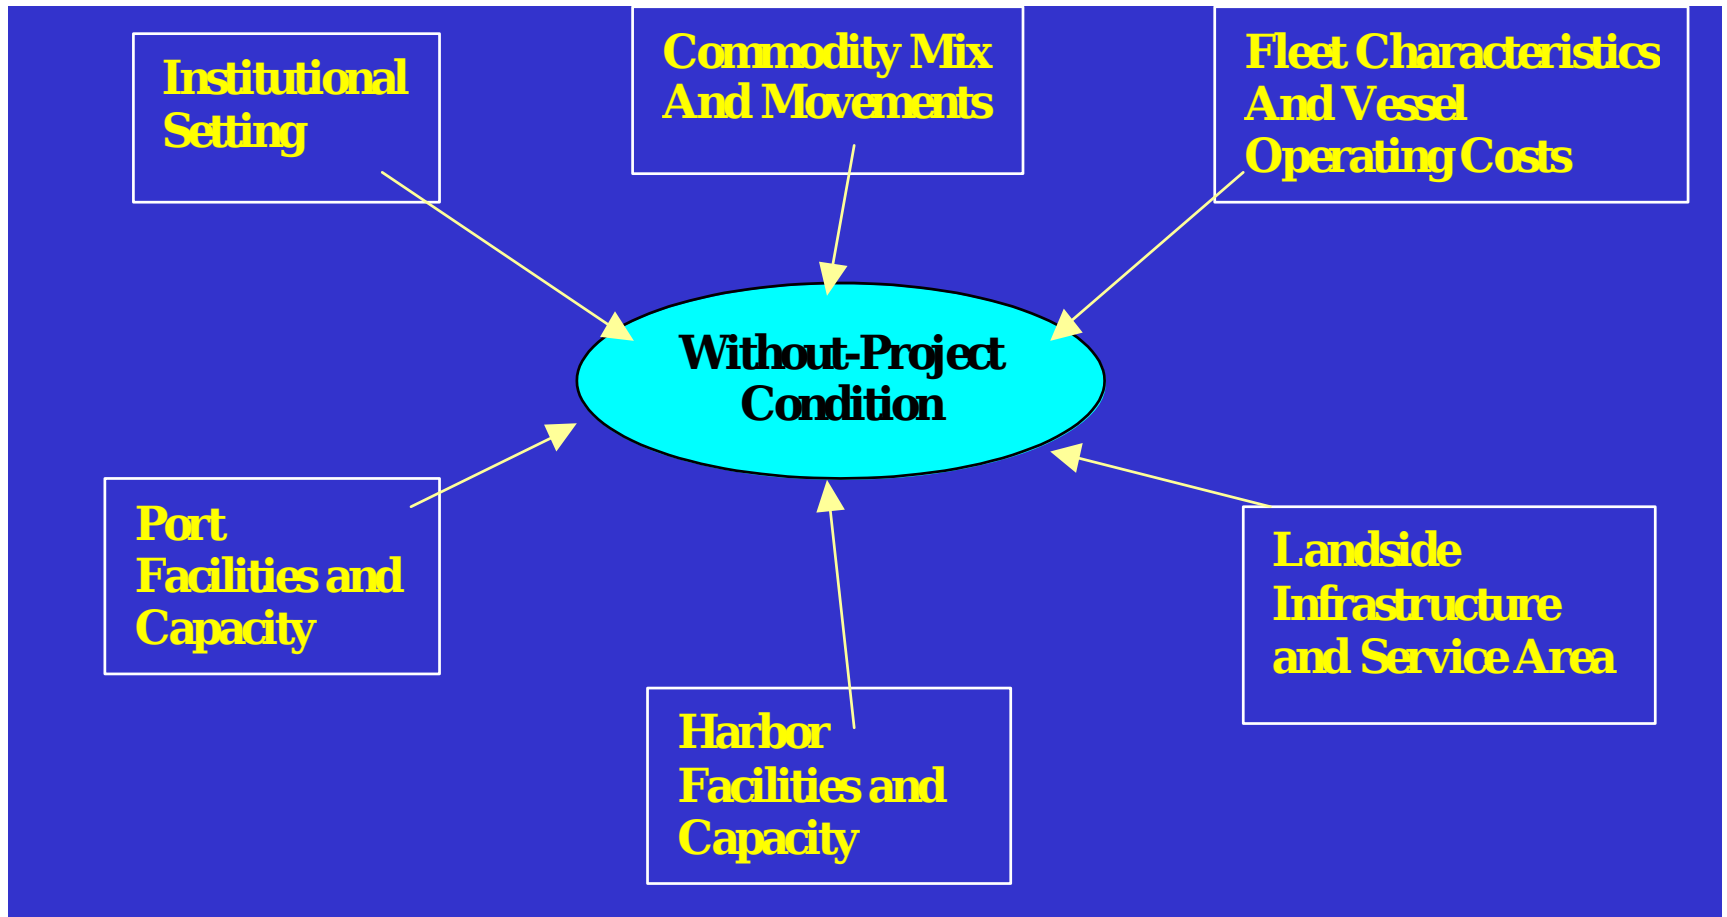 Institutional
Setting
Commodity Mix
And Movements
Fleet Characteristics
And Vessel
Operating Costs
Without-Project
Condition
Port
Facilities and
Capacity
Harbor
Facilities and
Capacity
Landside
Infrastructure
and Service Area